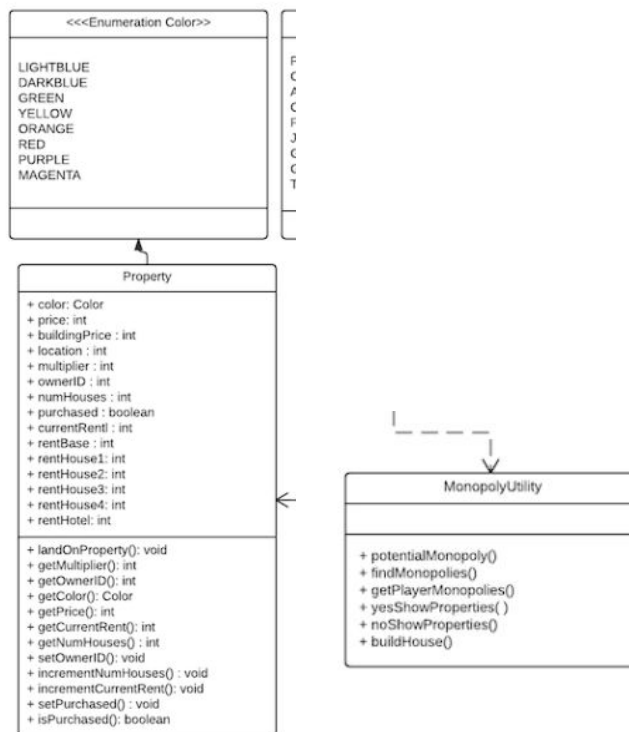 <<<Enumeration Color>>
LIGHTBLUE
DARKBLUE
GREEN
YELLOW
ORANGE
RED
PURPLE
MAGENTA
Property
+ color: Color
+ price: int
+ buildingPrice : int
+ location : int
+ multiplier : int
+ ownerID : int
+ numHouses : int
+ purchased : boolean
+ currentRentl : int
+ rentBase : int
+ rentHouse1: int
+ rentHouse2: int
+ rentHouse3: int
+ rentHouse4: int
+ rentHotel: int
+ landOnProperty(): void
+ getMultiplier(): int
+ getOwnerID(): int
+ getColor(): Color
+ getPrice(): int
+ getCurrentRent(): int
+ getNumHouses() : int
+ setOwnerID(): void
+ incrementNumHouses() : void
+ incrementCurrentRent(): void
+ setPurchased() : void
+ isPurchased(): boolean
MonopolyUtility
+ potentialMonopoly()
+ findMonopolies()
+ getPlayerMonopolies()
+ yesShowProperties( )
+ noShowProperties()
+ buildHouse()